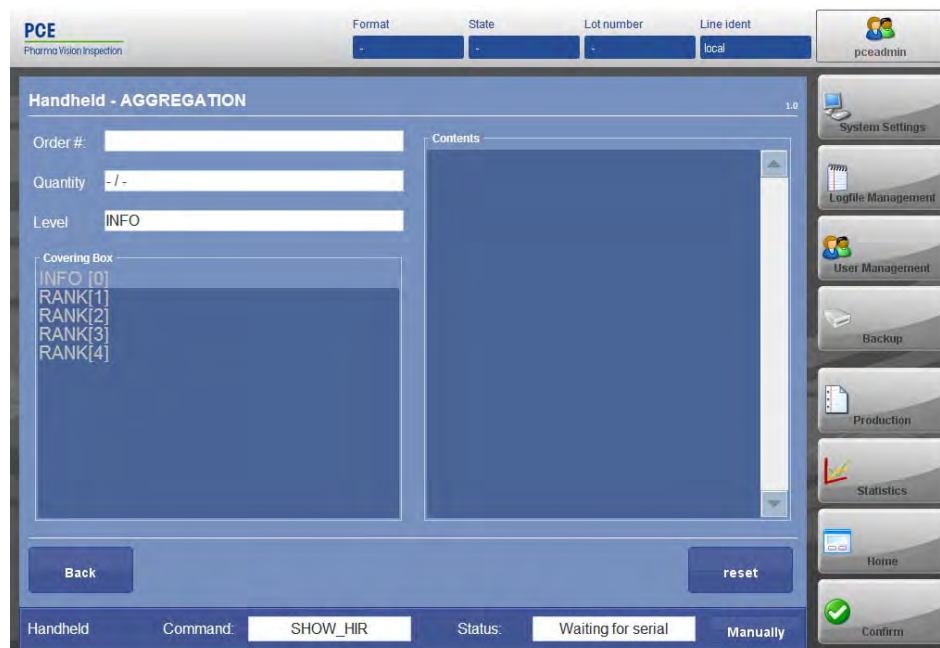 PCE
Pharma Vision Inspection
Format
State
Lot number
Line ident
-
-
-
local
pceadmin
Handheld - AGGREGATION
1.0
Order #:
Quantity
- / -
Level
INFO
Covering Box
INFO [0]
RANK[1]
RANK[2]
RANK[3]
RANK[4]
Contents
Back
reset
Handheld
Command:
SHOW_HIR
Status:
Waiting for serial
Manually
System Settings
Logfile Management
User Management
Backup
Production
Statistics
Home
Confirm